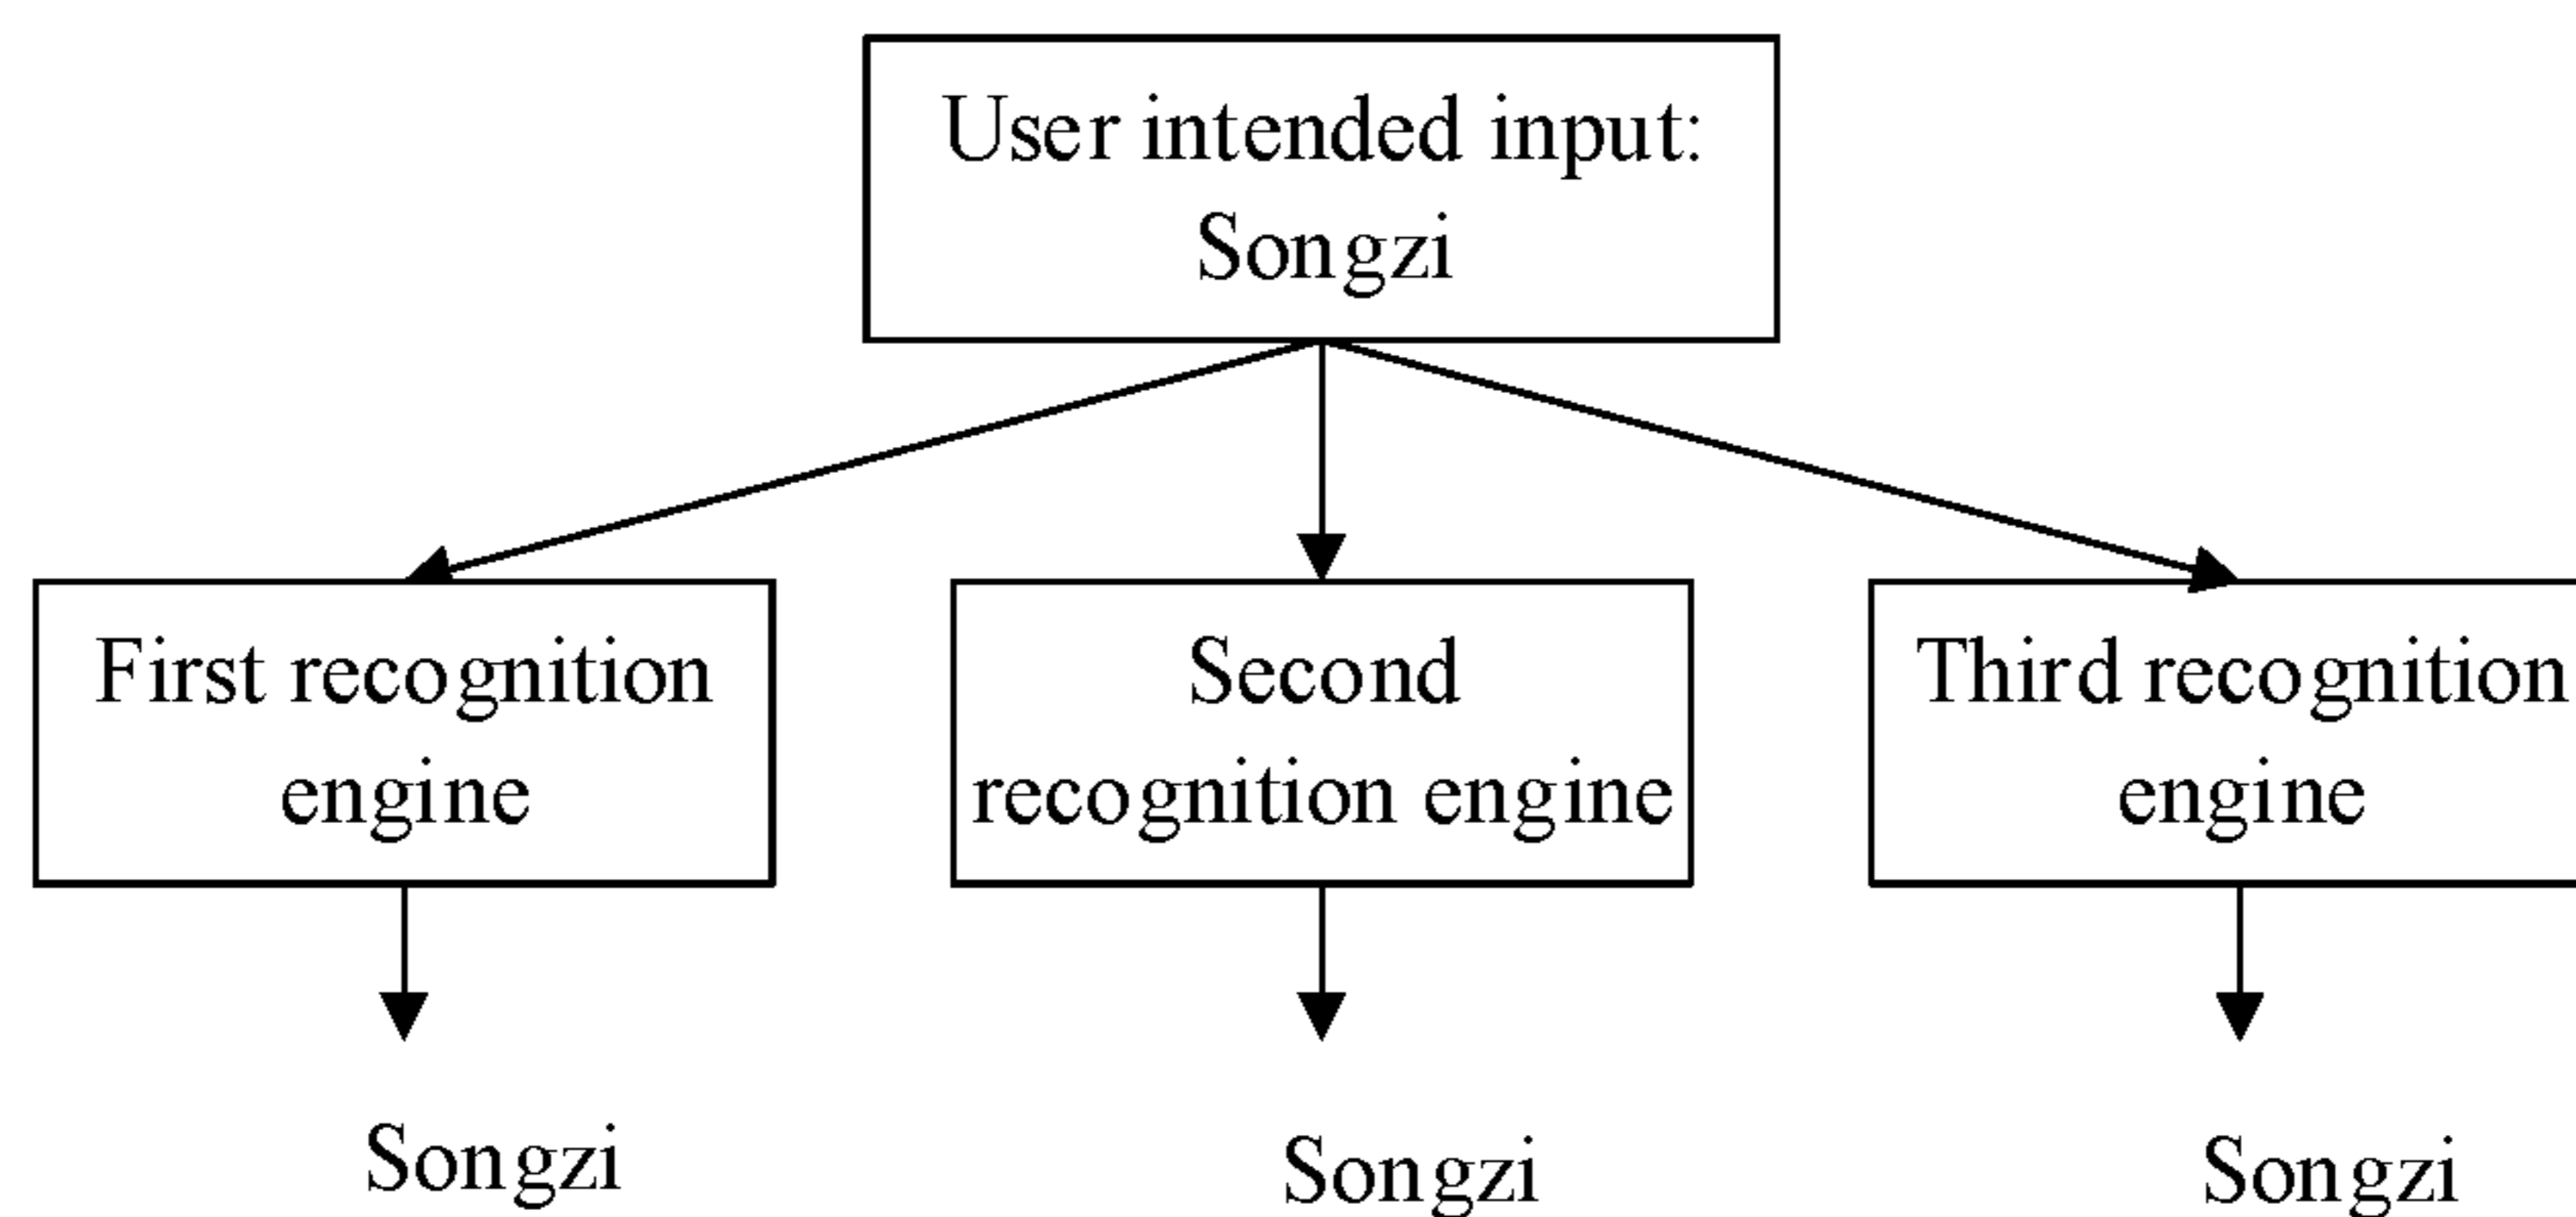 User intended input:
Songzi
First recognition
engine
Second
recognition engine
Third recognition
engine
Songzi
Songzi
Songzi